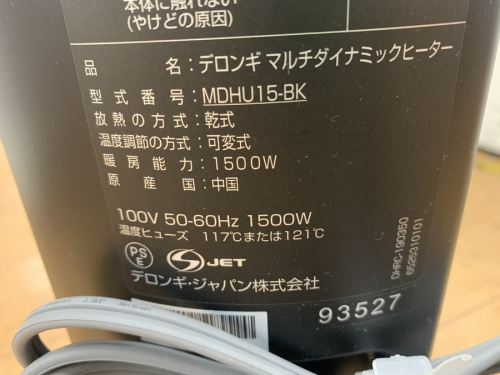 本体に触れない
(やけどの原因)
品 名：デロンギ マルチダイナミックヒーター
型式番号：MDHU15-BK
放熱の方式：乾式
温度調節の方式：可変式
暖房能力：1500W
原産国：中国
100V 50-60Hz 1500W
温度ヒューズ 117℃または121℃
PSE
S JET
デロンギ・ジャパン株式会社
93527
DHRC-190350
6525310101